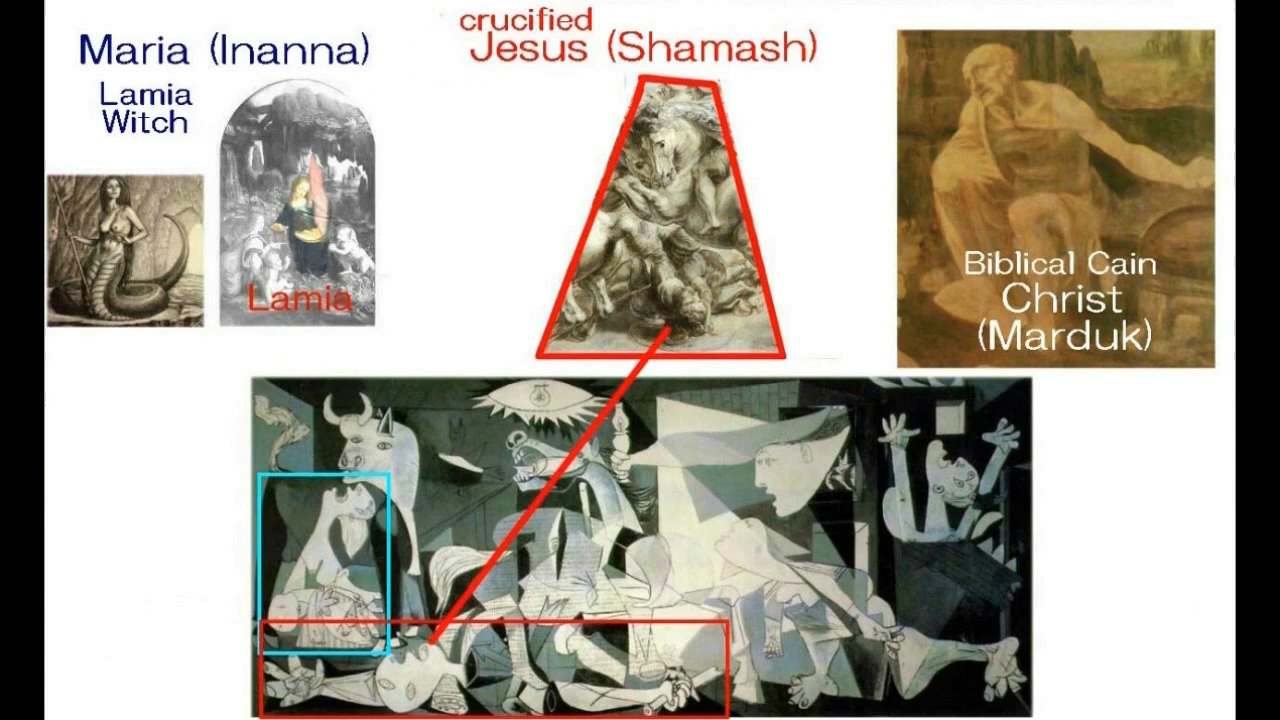 Maria (Inanna)
Lamia
Witch
Lamia
crucified
Jesus (Shamash)
Biblical Cain
Christ
(Marduk)